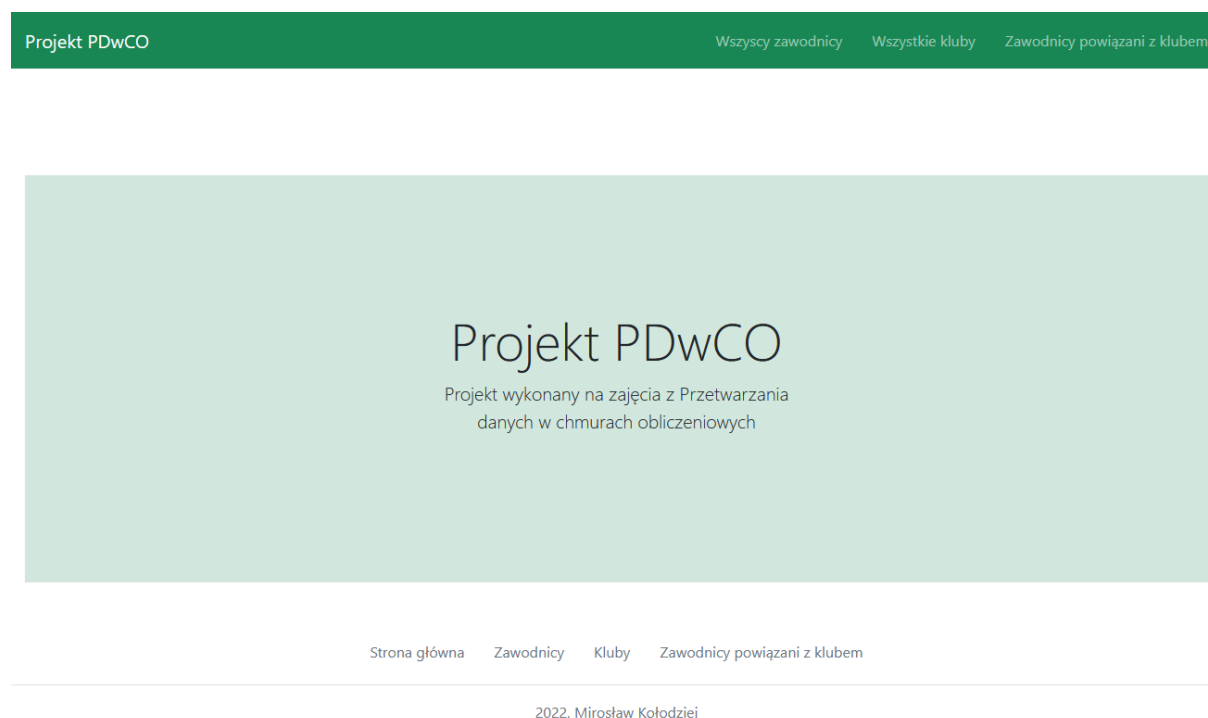 Projekt PDwCO Wszyscy zawodnicy Wszystkie kluby Zawodnicy powiązani z klubem
Projekt PDwCO
Projekt wykonany na zajęcia z Przetwarzania
danych w chmurach obliczeniowych
Strona główna Zawodnicy Kluby Zawodnicy powiązani z klubem
2022. Mirosław Kołodziej